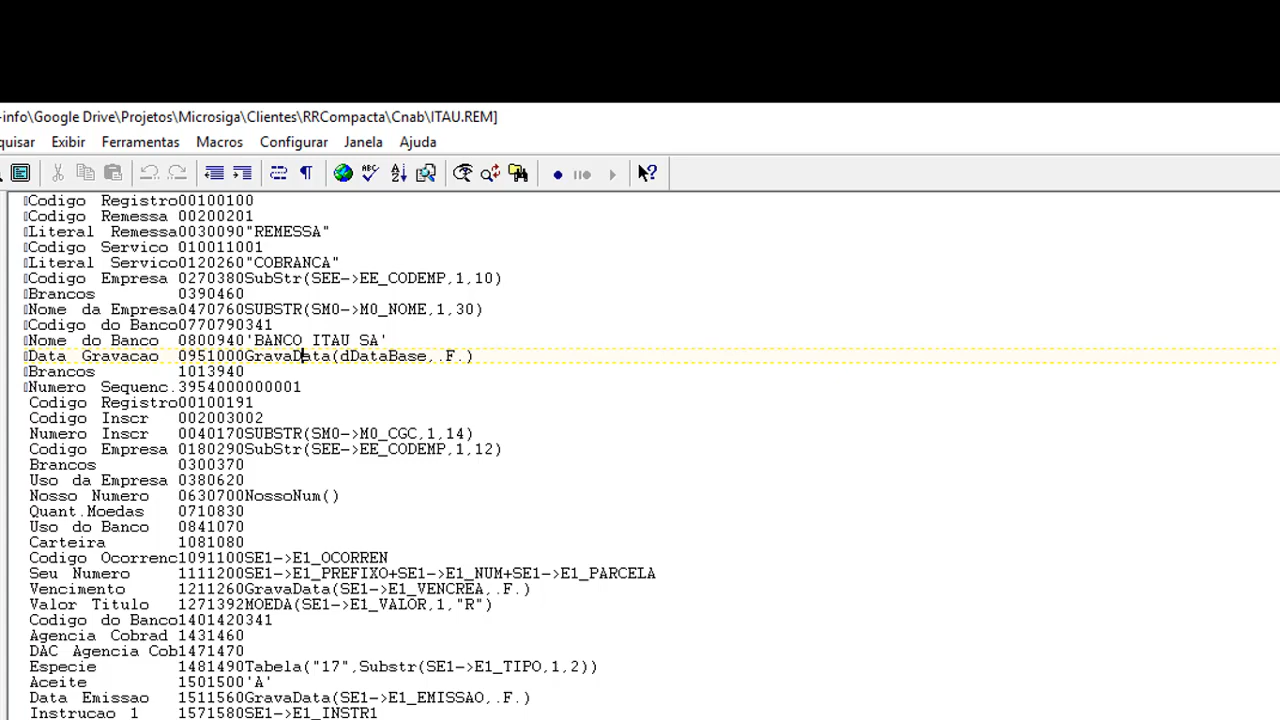 -info\Google Drive\Projetos\Microsiga\Clientes\RRCompacta\Cnab\ITAU.REM]
quisar Exibir Ferramentas Macros Configurar Janela Ajuda
Codigo Registro00100100
Codigo Remessa 00200201
Literal Remessa0030090"REMESSA"
Codigo Servico 010011001
Literal Servico0120260"COBRANCA"
Codigo Empresa 0270380SubStr(SEE->EE_CODEMP,1,10)
Brancos 0390460
Nome da Empresa0470760SUBSTR(SM0->M0_NOME,1,30)
Codigo do Banco0770790341
Nome do Banco 0800940'BANCO ITAU SA'
Data Gravacao 0951000GravaData(dDataBase,.F.)
Brancos 1013940
Numero Sequenc.3954000000001
Codigo Registro00100191
Codigo Inscr 002003002
Numero Inscr 0040170SUBSTR(SM0->M0_CGC,1,14)
Codigo Empresa 0180290SubStr(SEE->EE_CODEMP,1,12)
Brancos 0300370
Uso da Empresa 0380620
Nosso Numero 0630700NossoNum()
Quant.Moedas 0710830
Uso do Banco 0841070
Carteira 1081080
Codigo Ocorrenc1091100SE1->E1_OCORREN
Seu Numero 1111200SE1->E1_PREFIXO+SE1->E1_NUM+SE1->E1_PARCELA
Vencimento 1211260GravaData(SE1->E1_VENCREA,.F.)
Valor Titulo 1271392MOEDA(SE1->E1_VALOR,1,"R")
Codigo do Banco1401420341
Agencia Cobrad 1431460
DAC Agencia Cob1471470
Especie 1481490Tabela("17",Substr(SE1->E1_TIPO,1,2))
Aceite 1501500'A'
Data Emissao 1511560GravaData(SE1->E1_EMISSAO,.F.)
Instrucao 1 1571580SE1->E1_INSTR1